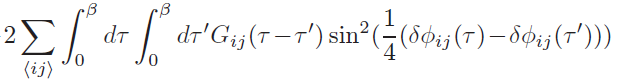 2 \sum_{\langle ij \rangle} \int_0^\beta d\tau \int_0^\beta d\tau' G_{ij}(\tau - \tau') \sin^2(\frac{1}{4}(\delta\phi_{ij}(\tau) - \delta\phi_{ij}(\tau')))